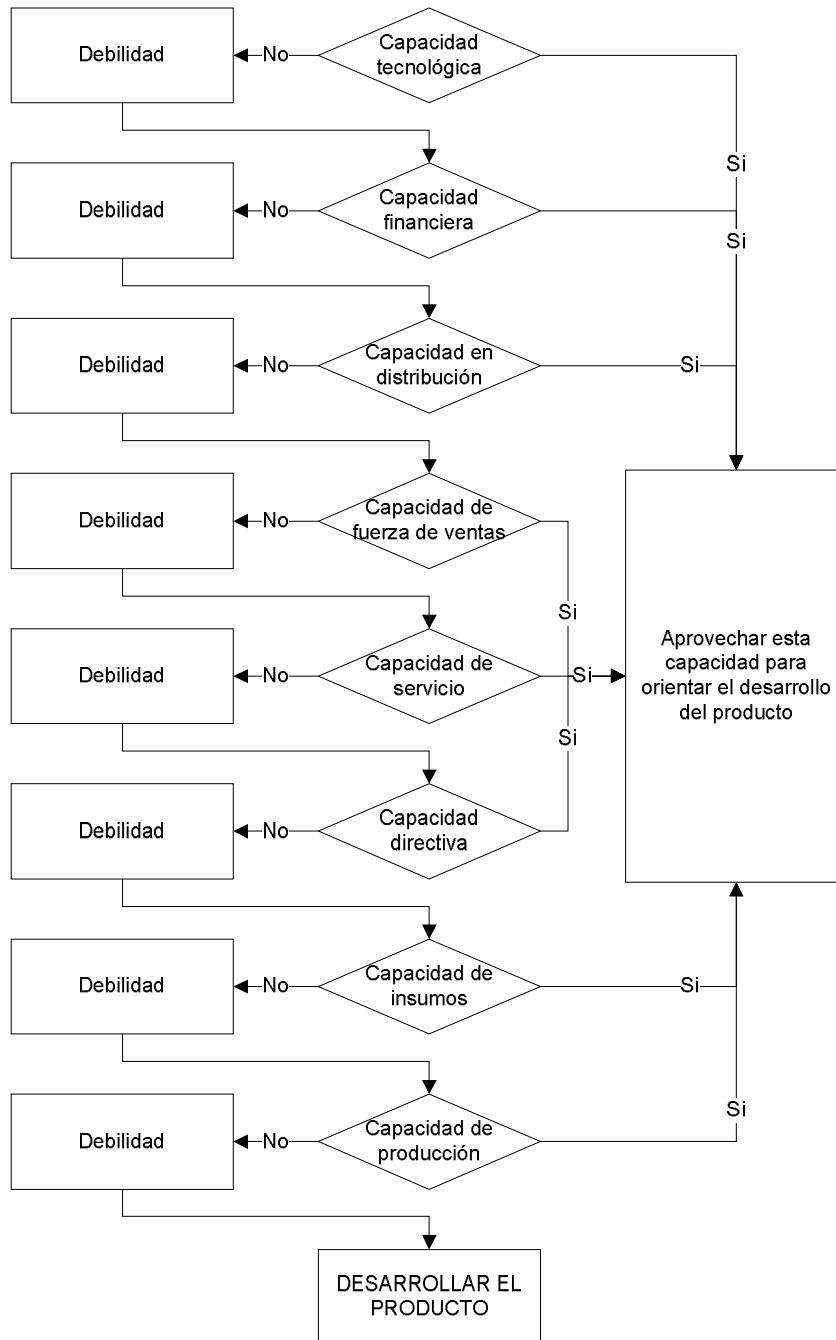 Debilidad
No
Capacidad
tecnológica
Si
Debilidad
No
Capacidad
financiera
Si
Debilidad
No
Capacidad en
distribución
Si
Debilidad
No
Capacidad de
fuerza de ventas
Si
Debilidad
No
Capacidad de
servicio
Si
Aprovechar esta
capacidad para
orientar el desarrollo
del producto
Si
Debilidad
No
Capacidad
directiva
Debilidad
No
Capacidad de
insumos
Si
Debilidad
No
Capacidad de
producción
Si
DESARROLLAR EL
PRODUCTO